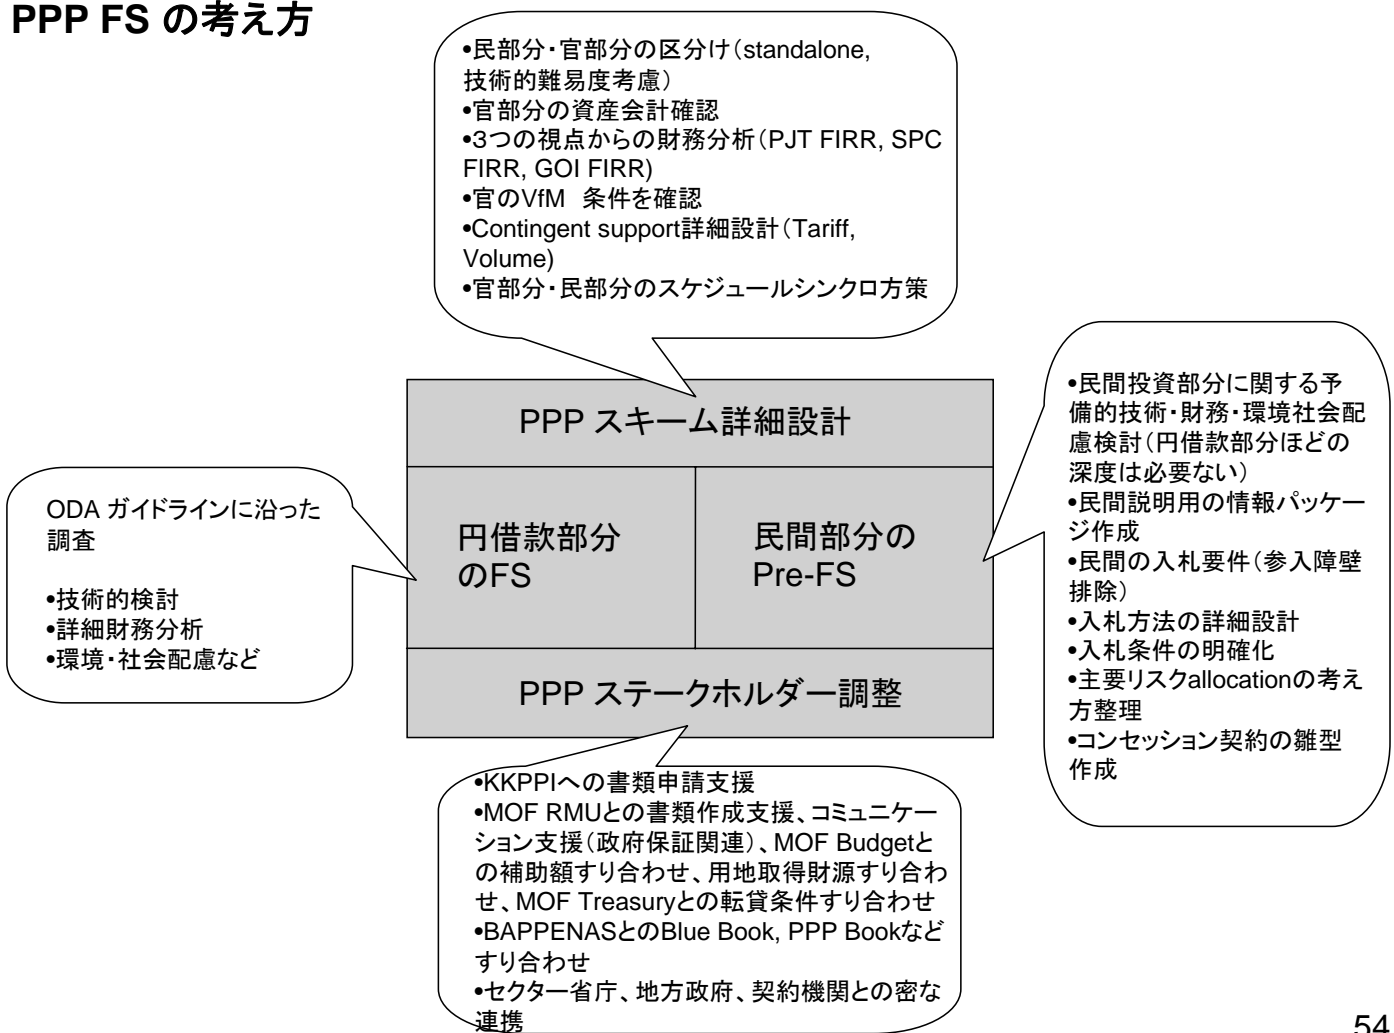 PPP FS の考え方
•民部分・官部分の区分け（standalone,
技術的難易度考慮）
•官部分の資産会計確認
•３つの視点からの財務分析（PJT FIRR, SPC
FIRR, GOI FIRR)
•官のVfM 条件を確認
•Contingent support詳細設計（Tariff,
Volume)
•官部分・民部分のスケジュールシンクロ方策
PPP スキーム詳細設計
円借款部分
のFS
民間部分の
Pre-FS
PPP ステークホルダー調整
ODA ガイドラインに沿った
調査
•技術的検討
•詳細財務分析
•環境・社会配慮など
•民間投資部分に関する予
備的技術・財務・環境社会配
慮検討（円借款部分ほどの
深度は必要ない）
•民間説明用の情報パッケー
ジ作成
•民間の入札要件（参入障壁
排除）
•入札方法の詳細設計
•入札条件の明確化
•主要リスクallocationの考え
方整理
•コンセッション契約の雛型
作成
•KKPPIへの書類申請支援
•MOF RMUとの書類作成支援、コミュニケー
ション支援（政府保証関連）、MOF Budgetと
の補助額すり合わせ、用地取得財源すり合わ
せ、MOF Treasuryとの転貸条件すり合わせ
•BAPPENASとのBlue Book, PPP Bookなど
すり合わせ
•セクター省庁、地方政府、契約機関との密な
連携
54